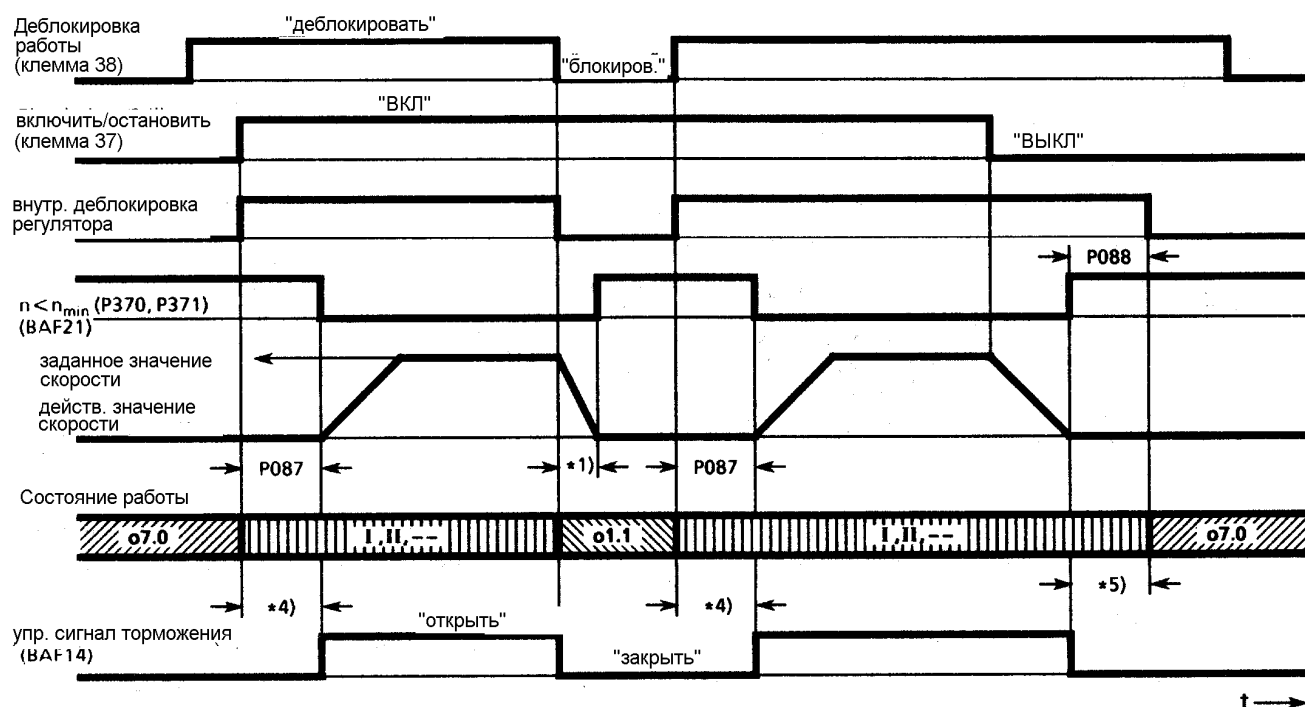 Деблокировка
работы
(клемма 38)
"деблокировать"
"блокиров."
включить/остановить
(клемма 37)
"ВКЛ"
"ВЫКЛ"
внутр. деблокировка
регулятора
P088
n < nmin (P370, P371)
(BAF21)
заданное значение
скорости
действ. значение
скорости
P087
*1)
P087
Состояние работы
o7.0
I ,II, --
o1.1
I ,II, --
o7.0
*4)
*4)
*5)
упр. сигнал торможения
(BAF14)
"открыть"
"закрыть"
t